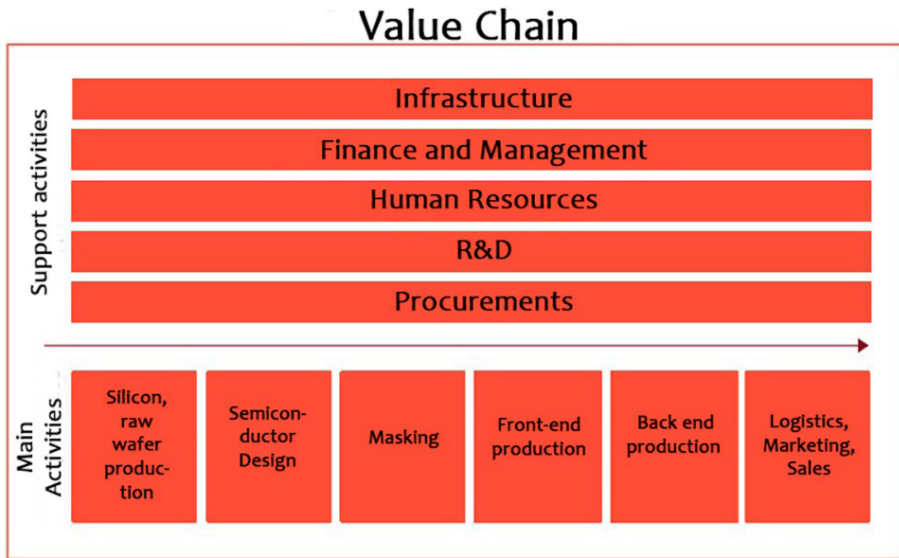 Value Chain
Support activities
Infrastructure
Finance and Management
Human Resources
R&D
Procurements
Main
Activities
Silicon,
raw
wafer
produc-
tion
Semicon-
ductor
Design
Masking
Front-end
production
Back end
production
Logistics,
Marketing,
Sales